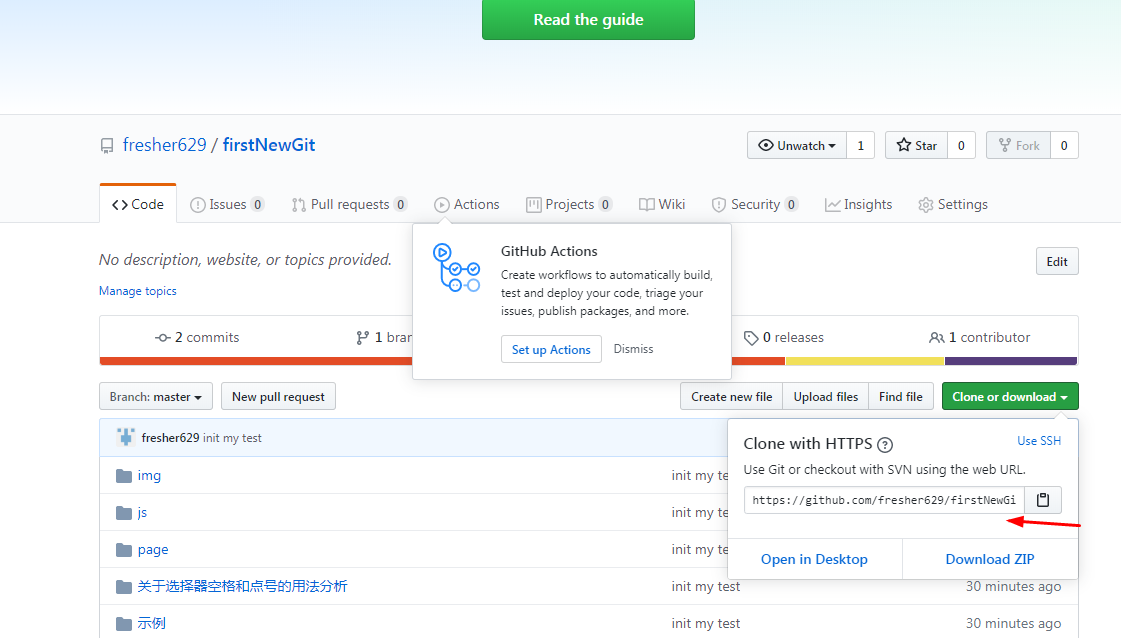 Read the guide
fresher629 / firstNewGit
Unwatch 1 Star 0 Fork 0
Code Issues 0 Pull requests 0 Actions Projects 0 Wiki Security 0 Insights Settings
No description, website, or topics provided.
Edit
Manage topics
GitHub Actions
Create workflows to automatically build,
test and deploy your code, triage your
issues, publish packages, and more.
Set up Actions Dismiss
2 commits 1 bran 0 releases 1 contributor
Branch: master New pull request Create new file Upload files Find file Clone or download
fresher629 init my test
Clone with HTTPS ? Use SSH
Use Git or checkout with SVN using the web URL.
https://github.com/fresher629/firstNewGi
Open in Desktop Download ZIP
img init my te
js init my te
page init my te
关于选择器空格和点号的用法分析 init my test 30 minutes ago
示例 init my test 30 minutes ago